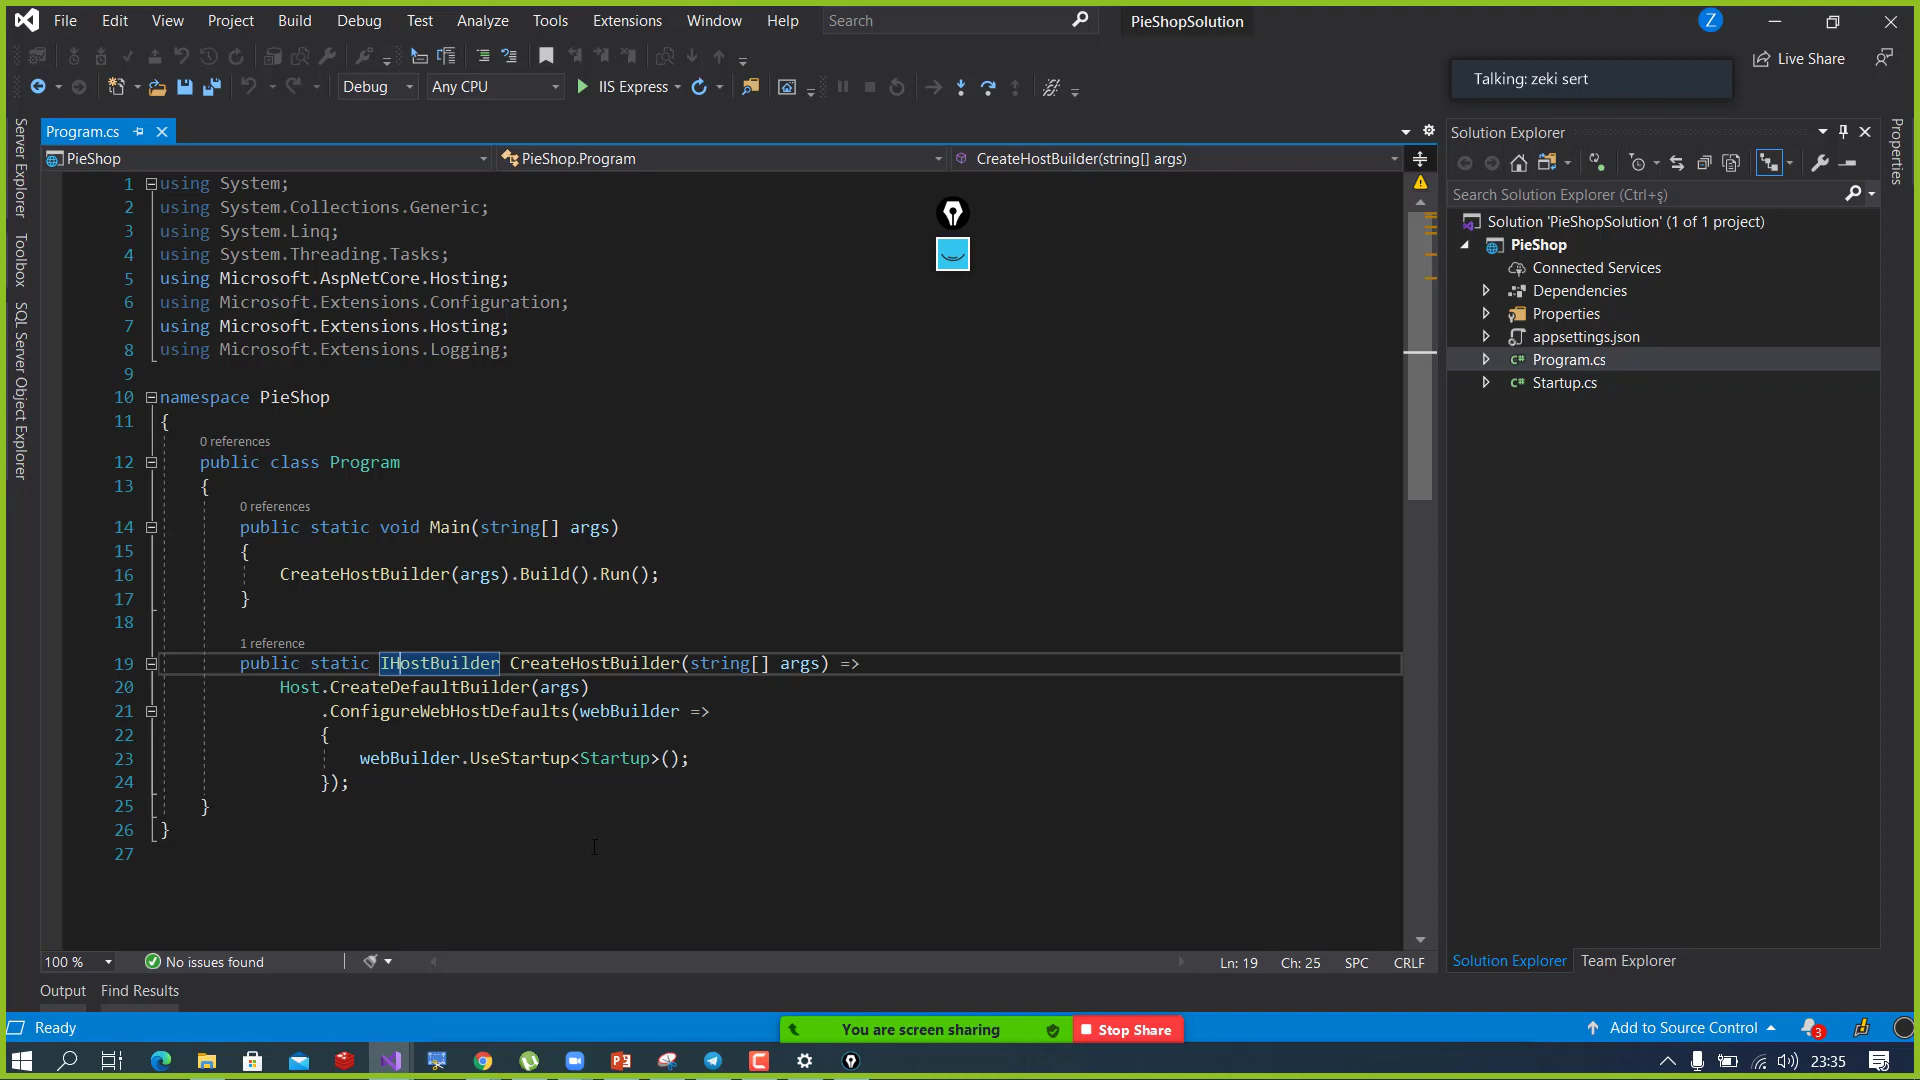 File Edit View Project Build Debug Test Analyze Tools Extensions Window Help Search PieShopSolution Z
Live Share
Debug Any CPU IIS Express
Talking: zeki sert
Server Explorer
Toolbox
SQL Server Object Explorer
Program.cs
PieShop PieShop.Program CreateHostBuilder(string[] args)
1 using System;
2 using System.Collections.Generic;
3 using System.Linq;
4 using System.Threading.Tasks;
5 using Microsoft.AspNetCore.Hosting;
6 using Microsoft.Extensions.Configuration;
7 using Microsoft.Extensions.Hosting;
8 using Microsoft.Extensions.Logging;
9
10 namespace PieShop
11 {
0 references
12 public class Program
13 {
0 references
14 public static void Main(string[] args)
15 {
16 CreateHostBuilder(args).Build().Run();
17 }
18
1 reference
19 public static IHostBuilder CreateHostBuilder(string[] args) =>
20 Host.CreateDefaultBuilder(args)
21 .ConfigureWebHostDefaults(webBuilder =>
22 {
23 webBuilder.UseStartup<Startup>();
24 });
25 }
26 }
27
100 % No issues found Ln: 19 Ch: 25 SPC CRLF
Output Find Results
Solution Explorer
Search Solution Explorer (Ctrl+ş)
Solution 'PieShopSolution' (1 of 1 project)
PieShop
Connected Services
Dependencies
Properties
appsettings.json
C# Program.cs
C# Startup.cs
Solution Explorer Team Explorer
Properties
Ready You are screen sharing Stop Share Add to Source Control 3
23:35